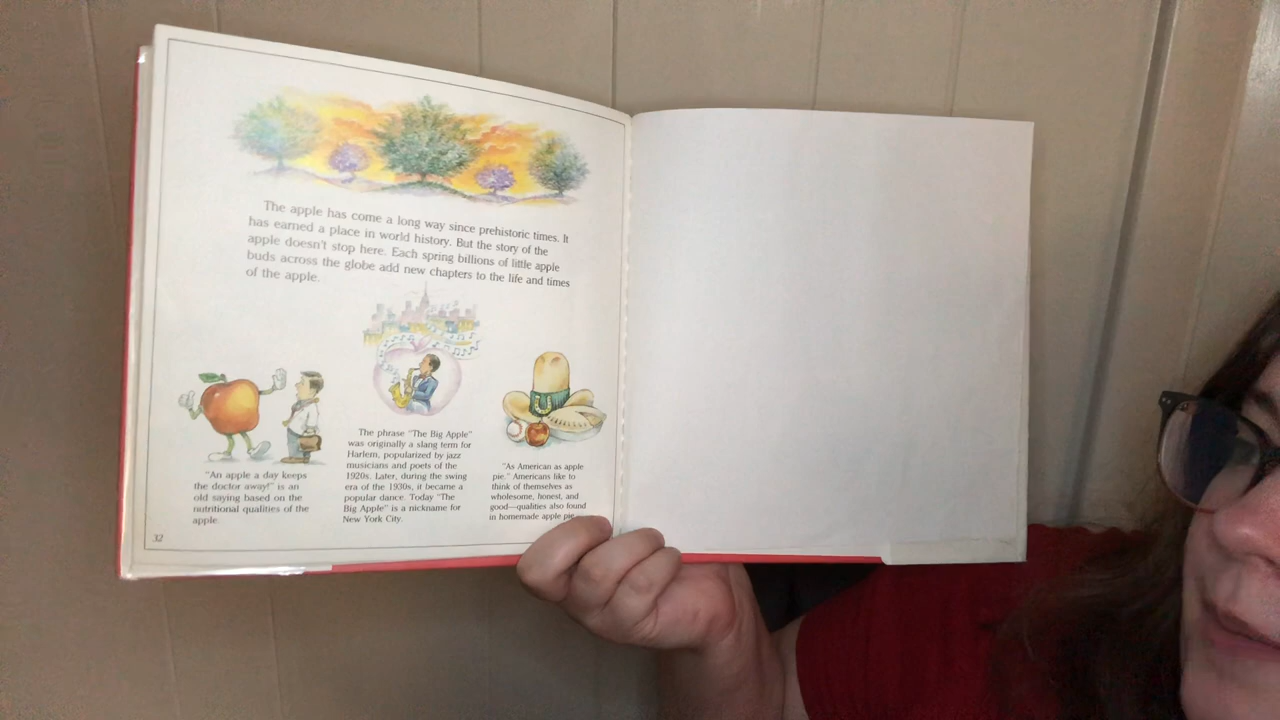 The apple has come a long way since prehistoric times. It
has earned a place in world history. But the story of the
apple doesn't stop here. Each spring billions of little apple
buds across the globe add new chapters to the life and times
of the apple.
"An apple a day keeps
the doctor away!" is an
old saying based on the
nutritional qualities of the
apple.
The phrase "The Big Apple"
was originally a slang term for
Harlem, popularized by jazz
musicians and poets of the
1920s. Later, during the swing
era of the 1930s, it became a
popular dance. Today "The
Big Apple" is a nickname for
New York City.
"As American as apple
pie." Americans like to
think of themselves as
wholesome, honest, and
good—qualities also found
in homemade apple pie.
32